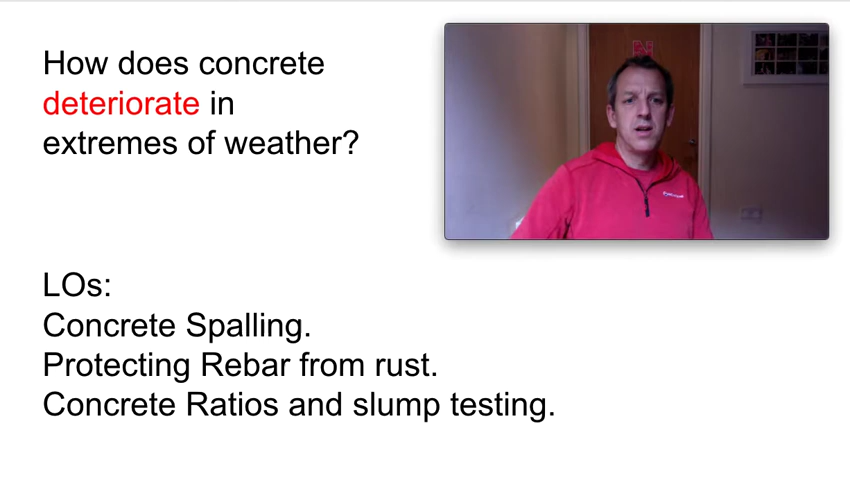 How does concrete
deteriorate in
extremes of weather?
LOs:
Concrete Spalling.
Protecting Rebar from rust.
Concrete Ratios and slump testing.